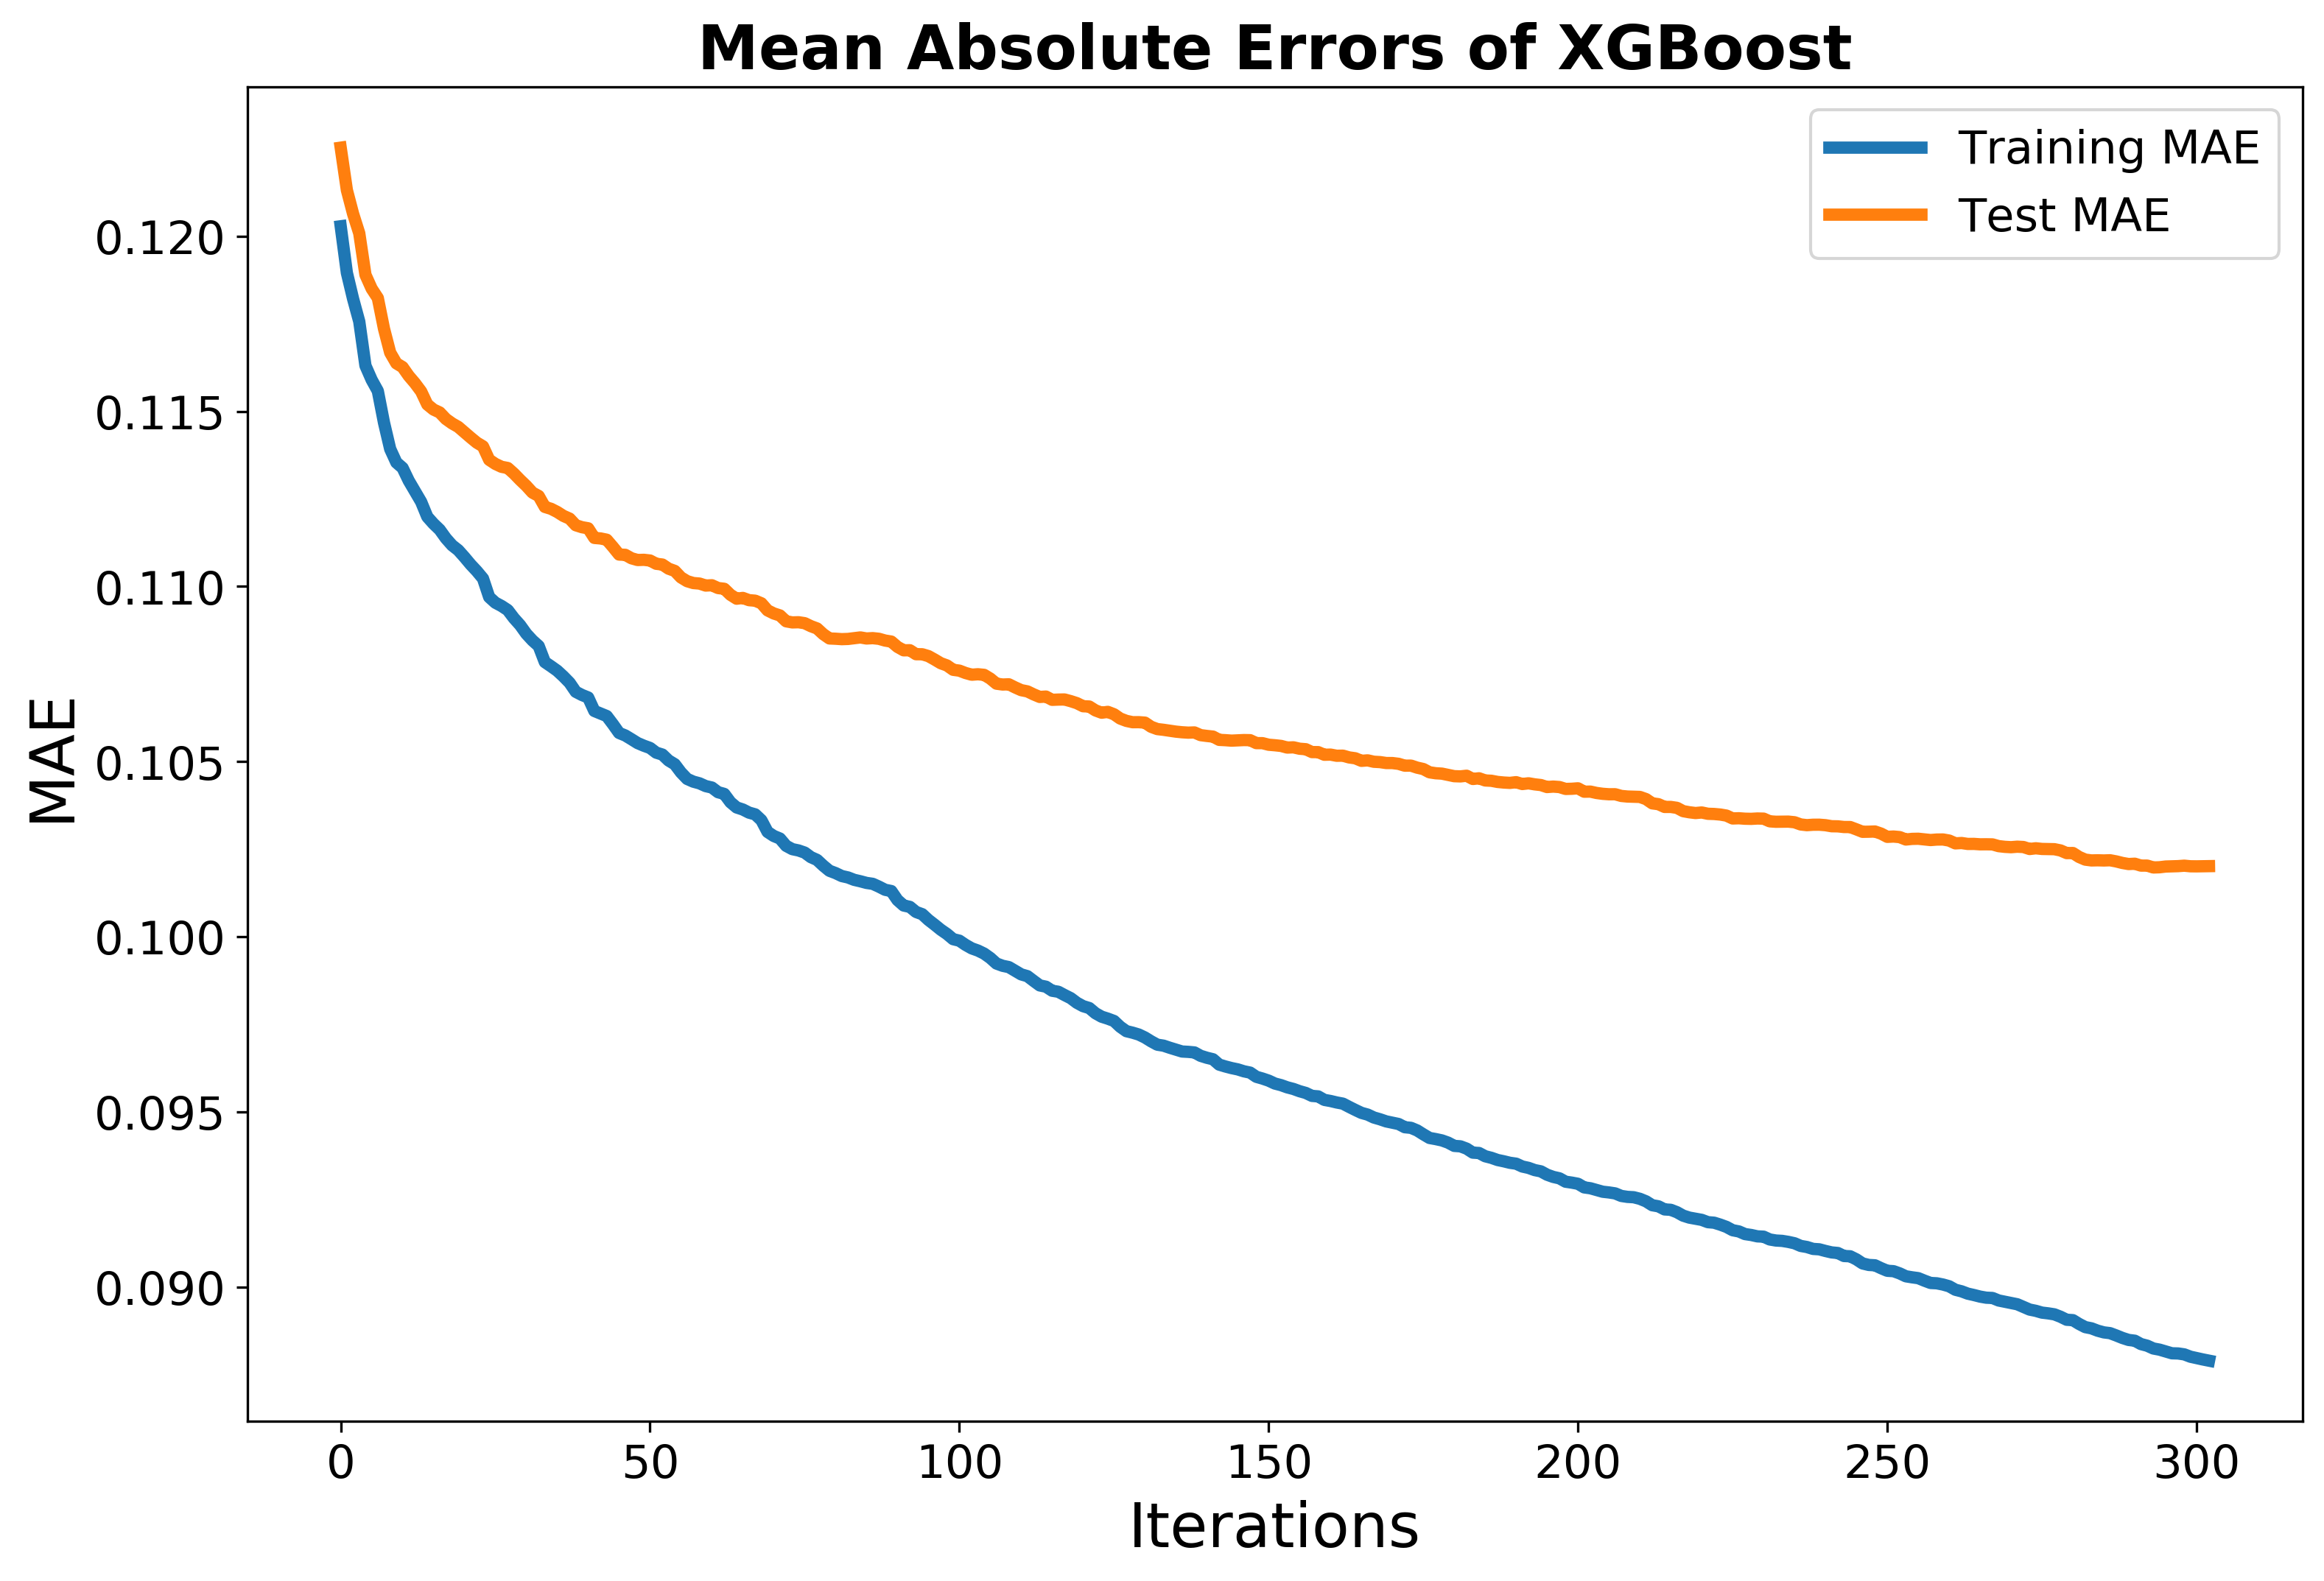 Mean Absolute Errors of XGBoost
Training MAE
Test MAE
MAE
0.120
0.115
0.110
0.105
0.100
0.095
0.090
0 50 100 150 200 250 300
Iterations